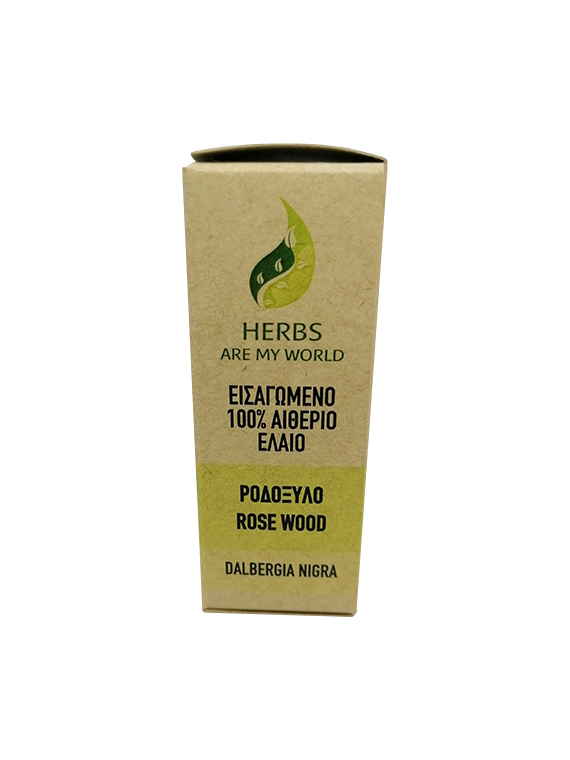 HERBS
ARE MY WORLD
ΕΙΣΑΓΩΜΕΝΟ
100% ΑΙΘΕΡΙΟ
ΕΛΑΙΟ
ΡΟΔΟΞΥΛΟ
ROSE WOOD
DALBERGIA NIGRA